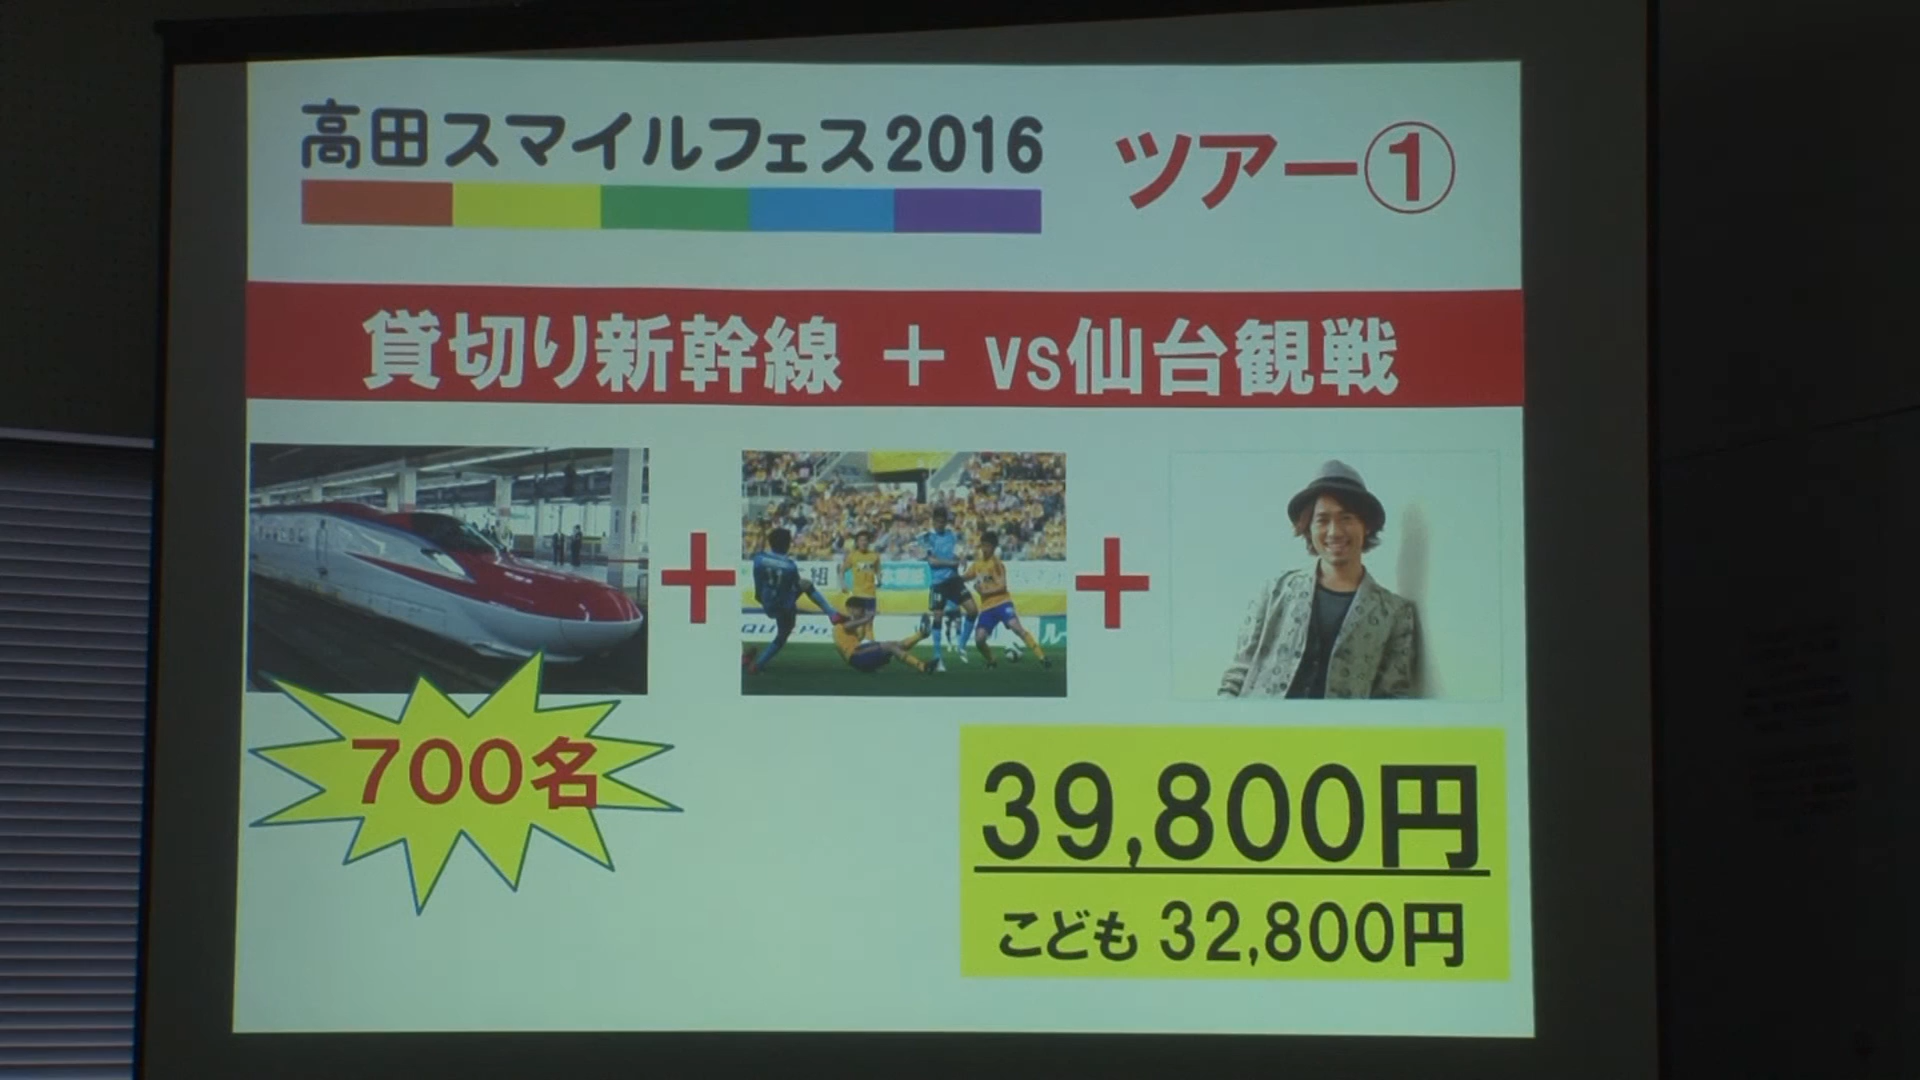 高田スマイルフェス2016
ツアー①
貸切り新幹線 + vs仙台観戦
+
+
700名
39,800円
こども 32,800円